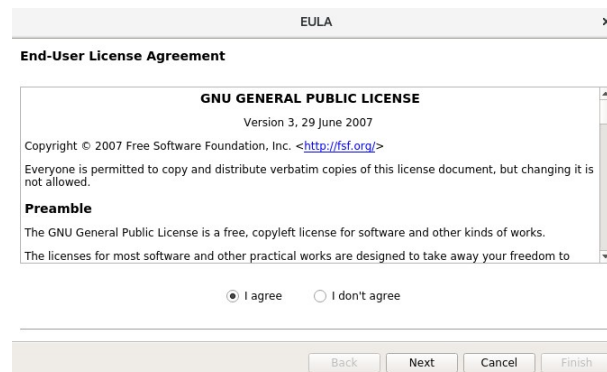 EULA
End-User License Agreement
GNU GENERAL PUBLIC LICENSE
Version 3, 29 June 2007
Copyright © 2007 Free Software Foundation, Inc. <http://fsf.org/>
Everyone is permitted to copy and distribute verbatim copies of this license document, but changing it is
not allowed.
Preamble
The GNU General Public License is a free, copyleft license for software and other kinds of works.
The licenses for most software and other practical works are designed to take away your freedom to
I agree I don't agree
Back Next Cancel Finish